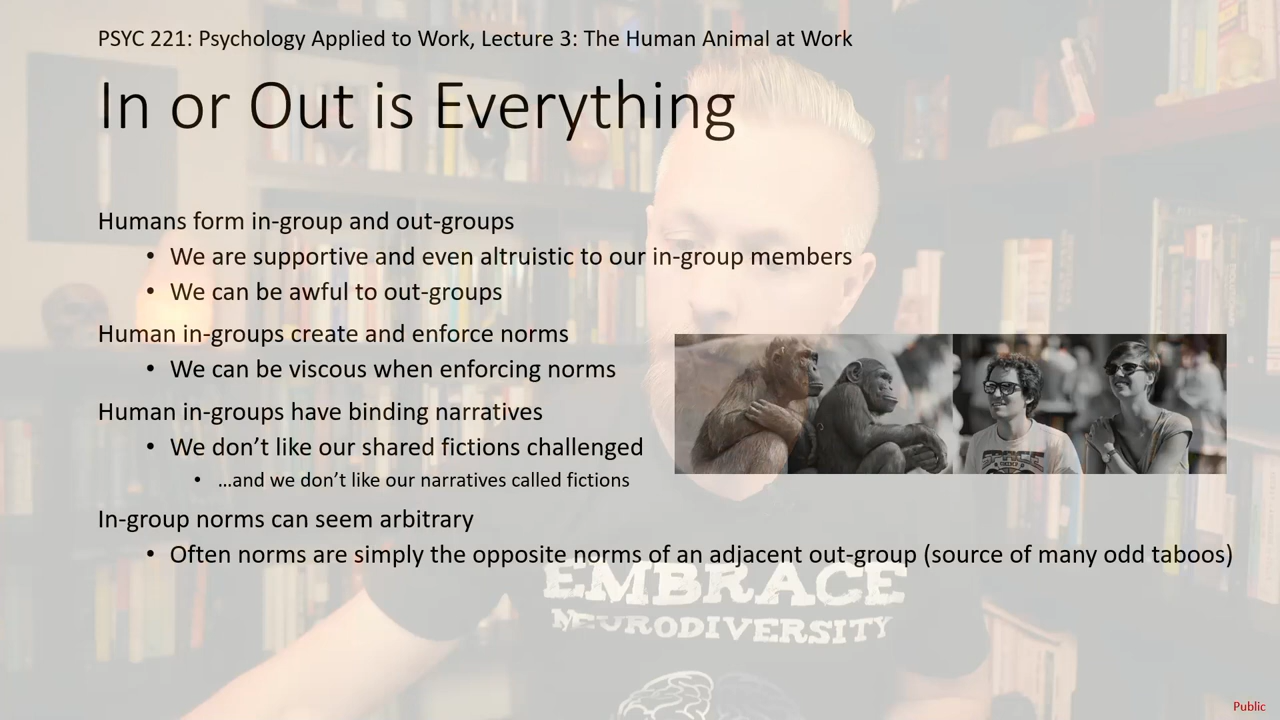 PSYC 221: Psychology Applied to Work, Lecture 3: The Human Animal at Work
In or Out is Everything
Humans form in-group and out-groups
• We are supportive and even altruistic to our in-group members
• We can be awful to out-groups
Human in-groups create and enforce norms
• We can be viscous when enforcing norms
Human in-groups have binding narratives
• We don’t like our shared fictions challenged
• ...and we don’t like our narratives called fictions
In-group norms can seem arbitrary
• Often norms are simply the opposite norms of an adjacent out-group (source of many odd taboos)
SPACE
EMBRACE
NEURODIVERSITY
Public